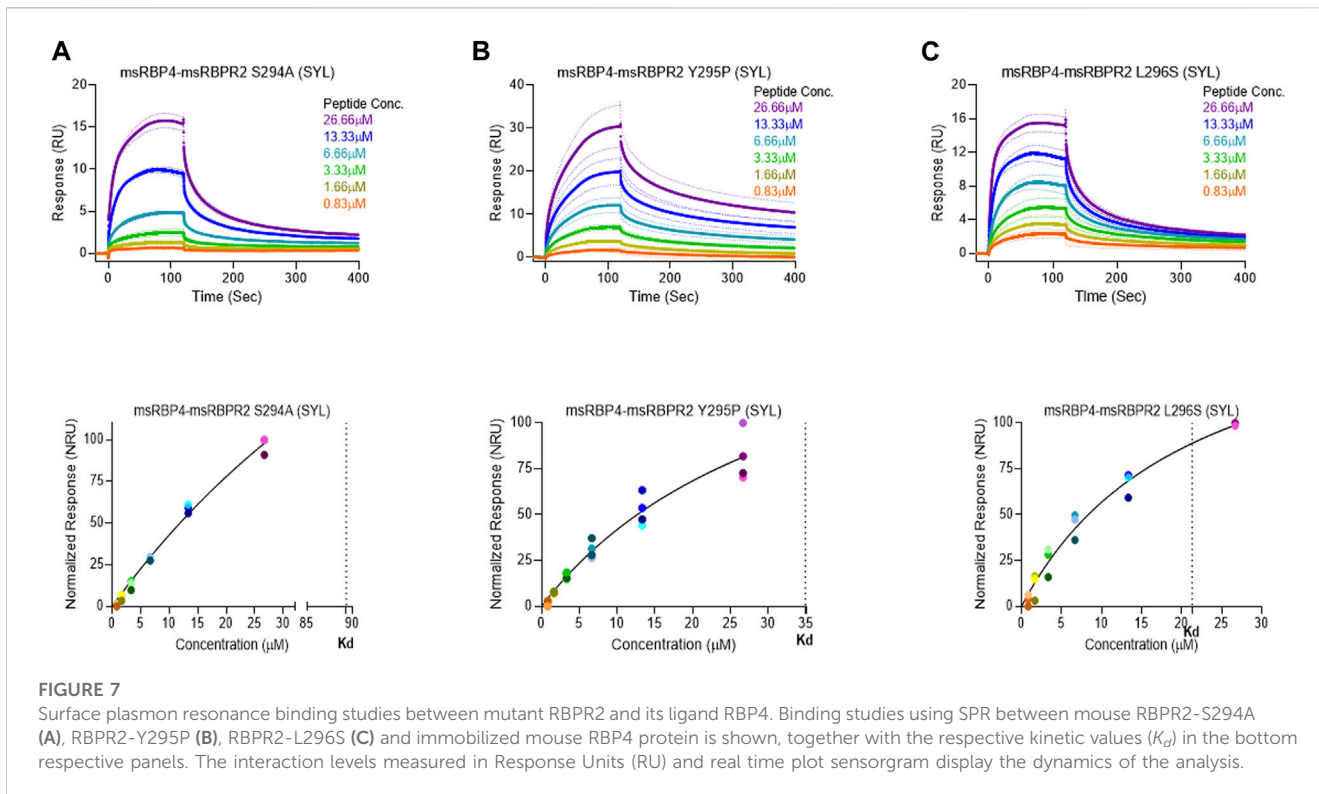 A
msRBP4-msRBPR2 S294A (SYL)
20
15
10
5
0
Response (RU)
Peptide Conc.
26.66µM
13.33µM
6.66µM
3.33µM
1.66µM
0.83µM
0 100 200 300 400
Time (Sec)
B
msRBP4-msRBPR2 Y295P (SYL)
40
30
20
10
0
Response (RU)
Peptide Conc.
26.66µM
13.33µM
6.66µM
3.33µM
1.66µM
0.83µM
0 100 200 300 400
Time (Sec)
C
msRBP4-msRBPR2 L296S (SYL)
20
16
12
8
4
0
Response (RU)
Peptide Conc.
26.66µM
13.33µM
6.66µM
3.33µM
1.66µM
0.83µM
0 100 200 300 400
TIme (Sec)
msRBP4-msRBPR2 S294A (SYL)
100
75
50
25
0
Normalized Response (NRU)
0 5 10 15 20 25 30 85 90
Concentration (µM) Kd
msRBP4-msRBPR2 Y295P (SYL)
100
75
50
25
0
Normalized Response (NRU)
0 5 10 15 20 25 30 35
Concentration (µM) Kd
msRBP4-msRBPR2 L296S (SYL)
100
75
50
25
0
Normalized Response (NRU)
0 5 10 15 20 25 30
Kd
Concentration (µM)
FIGURE 7
Surface plasmon resonance binding studies between mutant RBPR2 and its ligand RBP4. Binding studies using SPR between mouse RBPR2-S294A
(A), RBPR2-Y295P (B), RBPR2-L296S (C) and immobilized mouse RBP4 protein is shown, together with the respective kinetic values (Kd) in the bottom
respective panels. The interaction levels measured in Response Units (RU) and real time plot sensorgram display the dynamics of the analysis.